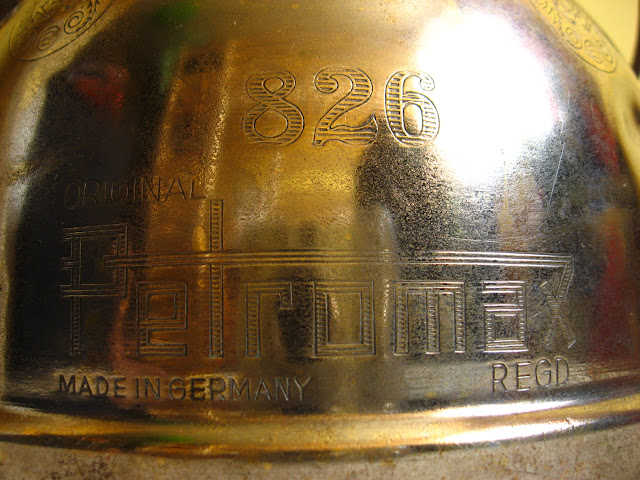 826
ORIGINAL
Petromax
MADE IN GERMANY
REGD